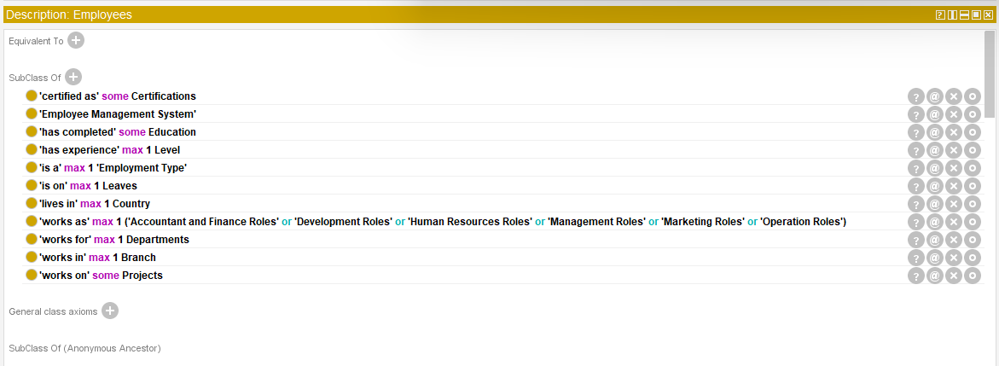 Description: Employees
Equivalent To
SubClass Of
'certified as' some Certifications
'Employee Management System'
'has completed' some Education
'has experience' max 1 Level
'is a' max 1 'Employment Type'
'is on' max 1 Leaves
'lives in' max 1 Country
'works as' max 1 ('Accountant and Finance Roles' or 'Development Roles' or 'Human Resources Roles' or 'Management Roles' or 'Marketing Roles' or 'Operation Roles')
'works for' max 1 Departments
'works in' max 1 Branch
'works on' some Projects
General class axioms
SubClass Of (Anonymous Ancestor)